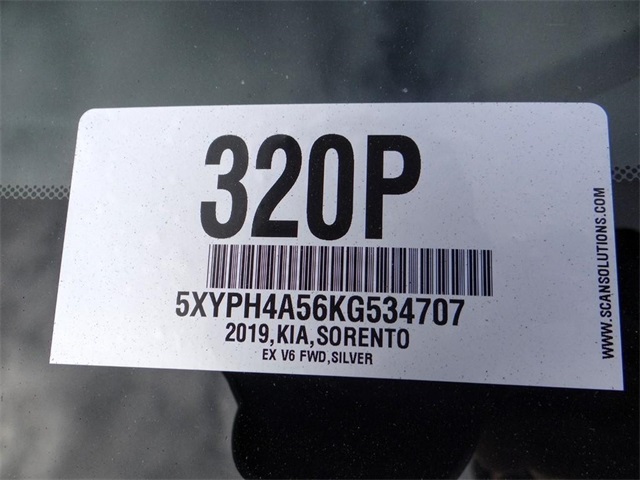 320P
5XYPH4A56KG534707
2019,KIA,SORENTO
EX V6 FWD,SILVER
WWW.SCANSOLUTIONS.COM